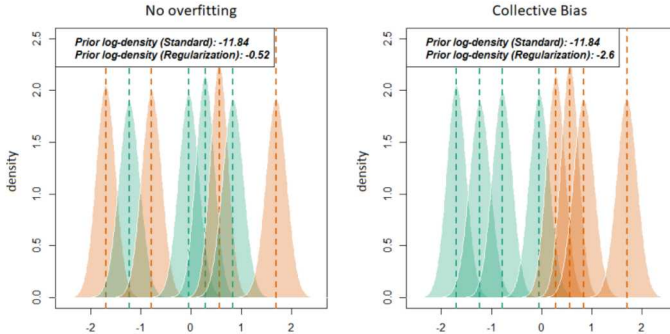 No overfitting
Prior log-density (Standard): -11.84
Prior log-density (Regularization): -0.52
density
2.5
2.0
1.5
1.0
0.5
0.0
-2 -1 0 1 2
Collective Bias
Prior log-density (Standard): -11.84
Prior log-density (Regularization): -2.6
density
2.5
2.0
1.5
1.0
0.5
0.0
-2 -1 0 1 2